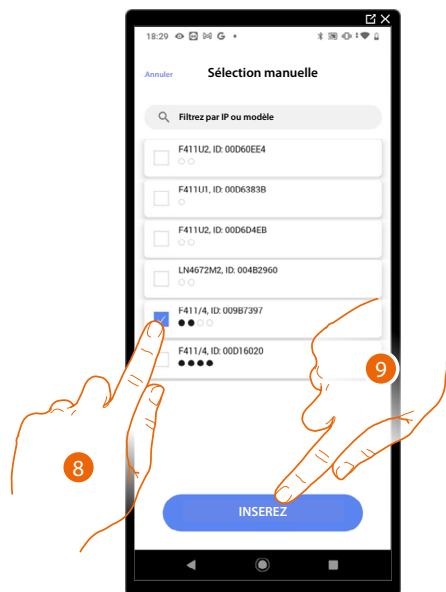 18:29 G
Annuler Sélection manuelle
Filtrez par IP ou modèle
F411U2, ID: 00D60EE4
F411U1, ID: 00D6383B
F411U2, ID: 00D6D4EB
LN4672M2, ID: 004B2960
F411/4, ID: 009B7397
F411/4, ID: 00D16020
9
8
INSEREZ